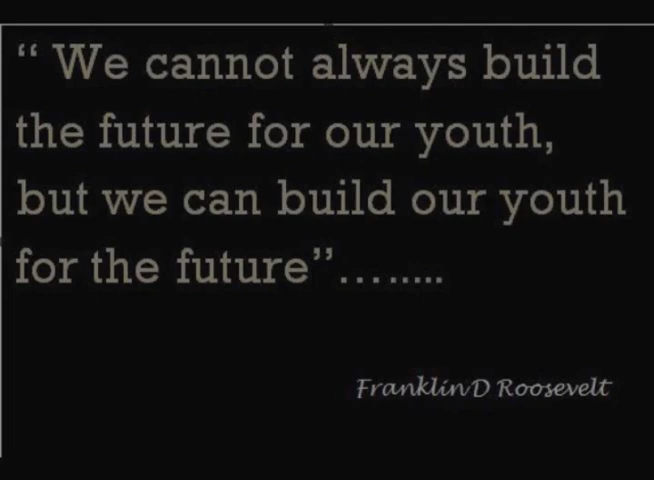 “ We cannot always build
the future for our youth,
but we can build our youth
for the future”........
Franklin D Roosevelt